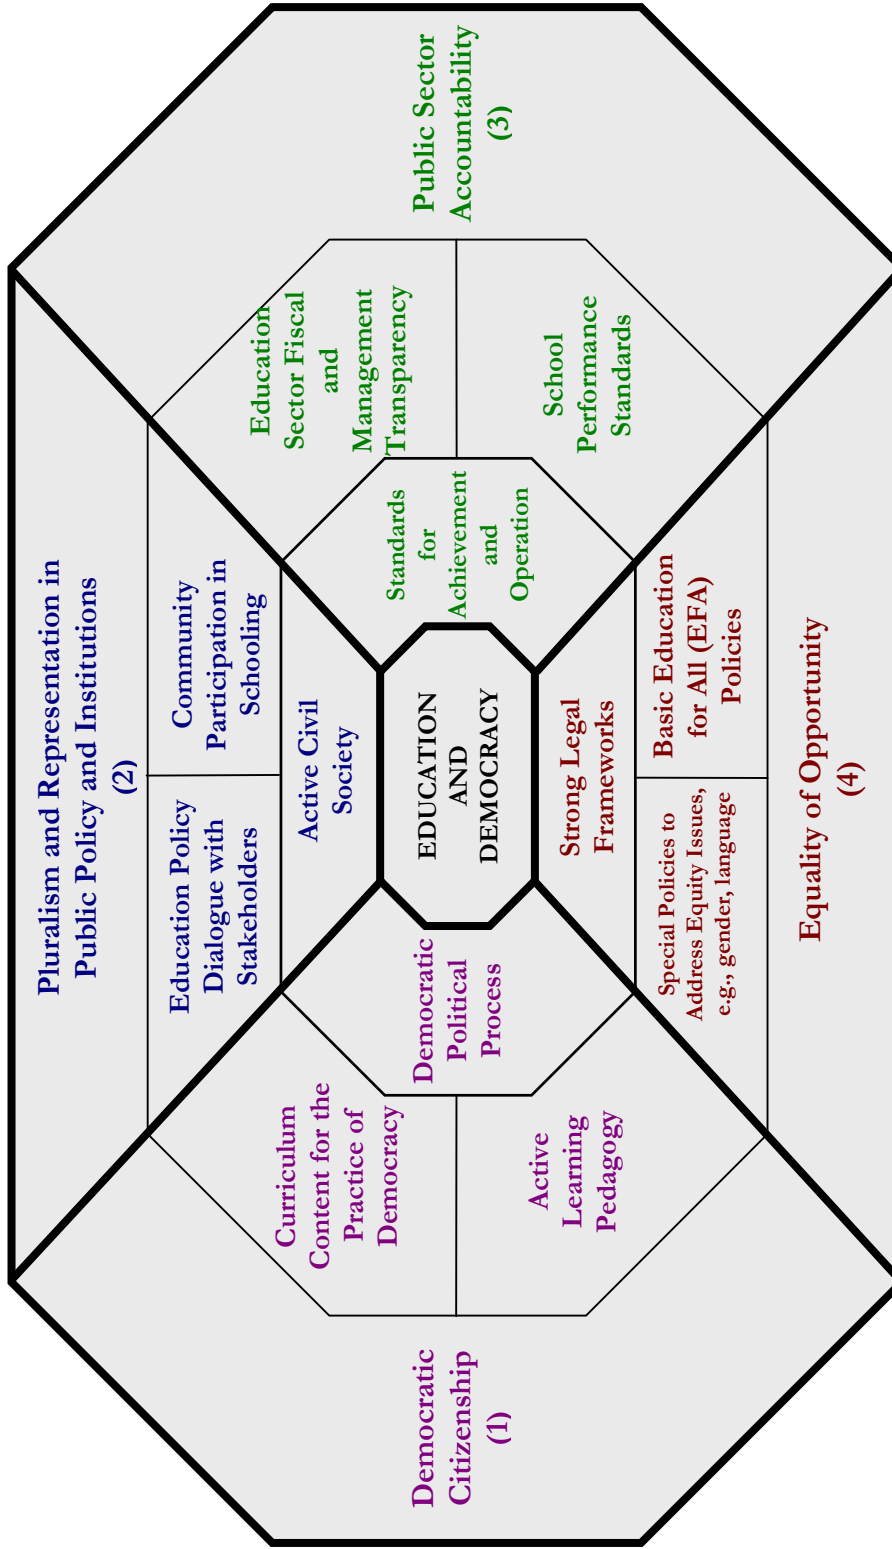 Pluralism and Representation in
Public Policy and Institutions
(2)
Education Policy
Dialogue with
Stakeholders
Community
Participation in
Schooling
Active Civil
Society
Democratic
Citizenship
(1)
Curriculum
Content for the
Practice of
Democracy
Active
Learning
Pedagogy
Democratic
Political
Process
EDUCATION
AND
DEMOCRACY
Standards
for
Achievement
and
Operation
Education
Sector Fiscal
and
Management
Transparency
School
Performance
Standards
Public Sector
Accountability
(3)
Strong Legal
Frameworks
Special Policies to
Address Equity Issues,
e.g., gender, language
Basic Education
for All (EFA)
Policies
Equality of Opportunity
(4)